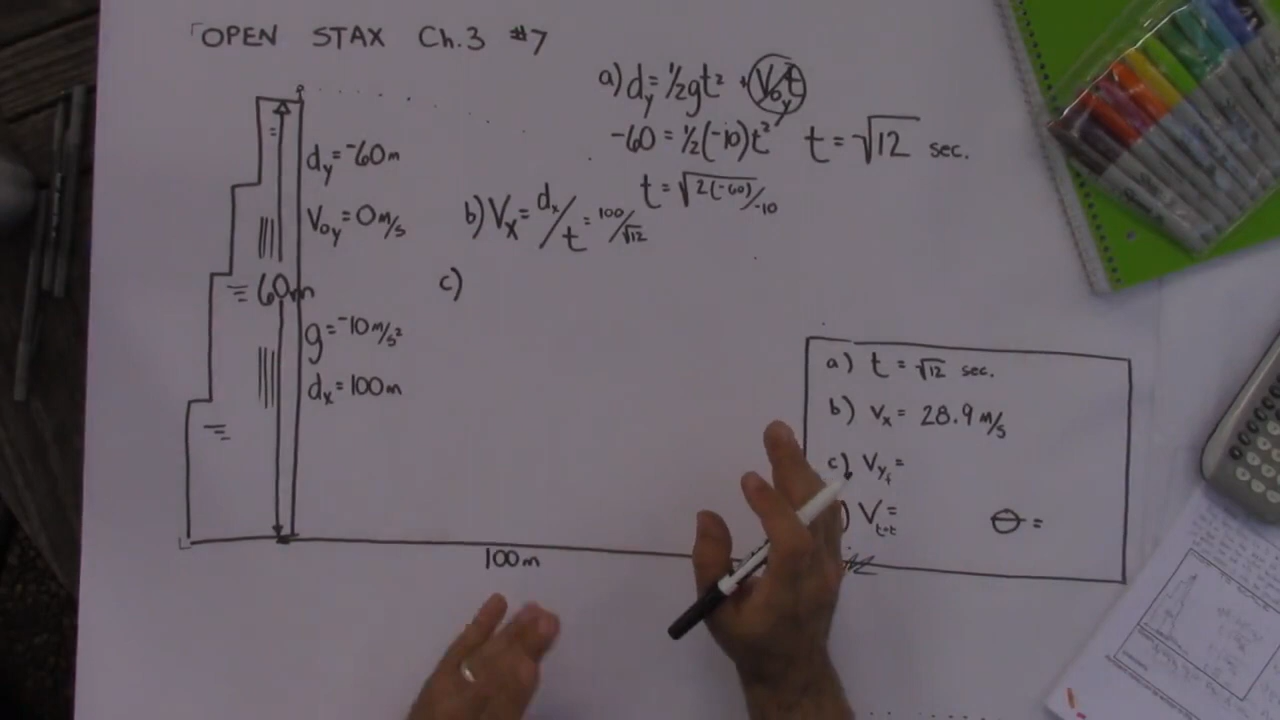 OPEN STAX Ch.3 #7
a) dy = 1/2gt² + Voyt
-60 = 1/2(-10)t² t = √12 sec.
t = √2(-60)/-10
b) Vx = dx/t = 100/√12
c)
dy = -60m
Voy = 0 m/s
60m
g = -10 m/s²
dx = 100m
100m
a) t = √12 sec.
b) Vx = 28.9 m/s
c) Vyf =
) Vtot = θ =